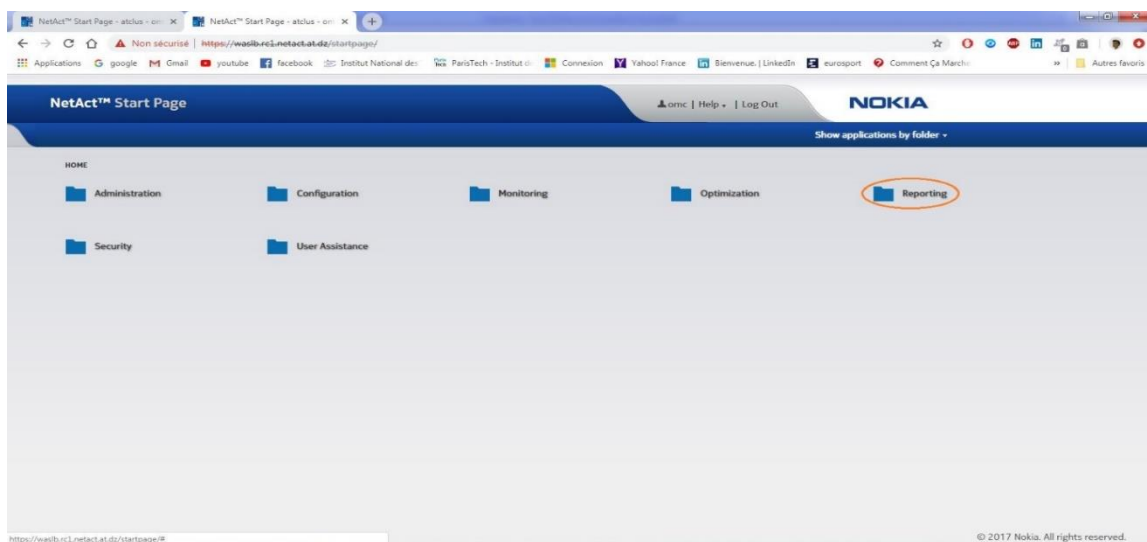 NetAct™ Start Page - atclus - om
NetAct™ Start Page - atclus - om
Non sécurisé | https://waslb.rc1.netact.at.dz/startpage/
Applications google Gmail youtube facebook Institut National des ParisTech - Institut Connexion Yahoo! France Bienvenue. | LinkedIn eurosport Comment Ça Marche » Autres favoris
NetAct™ Start Page omc | Help | Log Out NOKIA
Show applications by folder
HOME
Administration Configuration Monitoring Optimization Reporting
Security User Assistance
https://waslb.rc1.netact.at.dz/startpage/# © 2017 Nokia. All rights reserved.